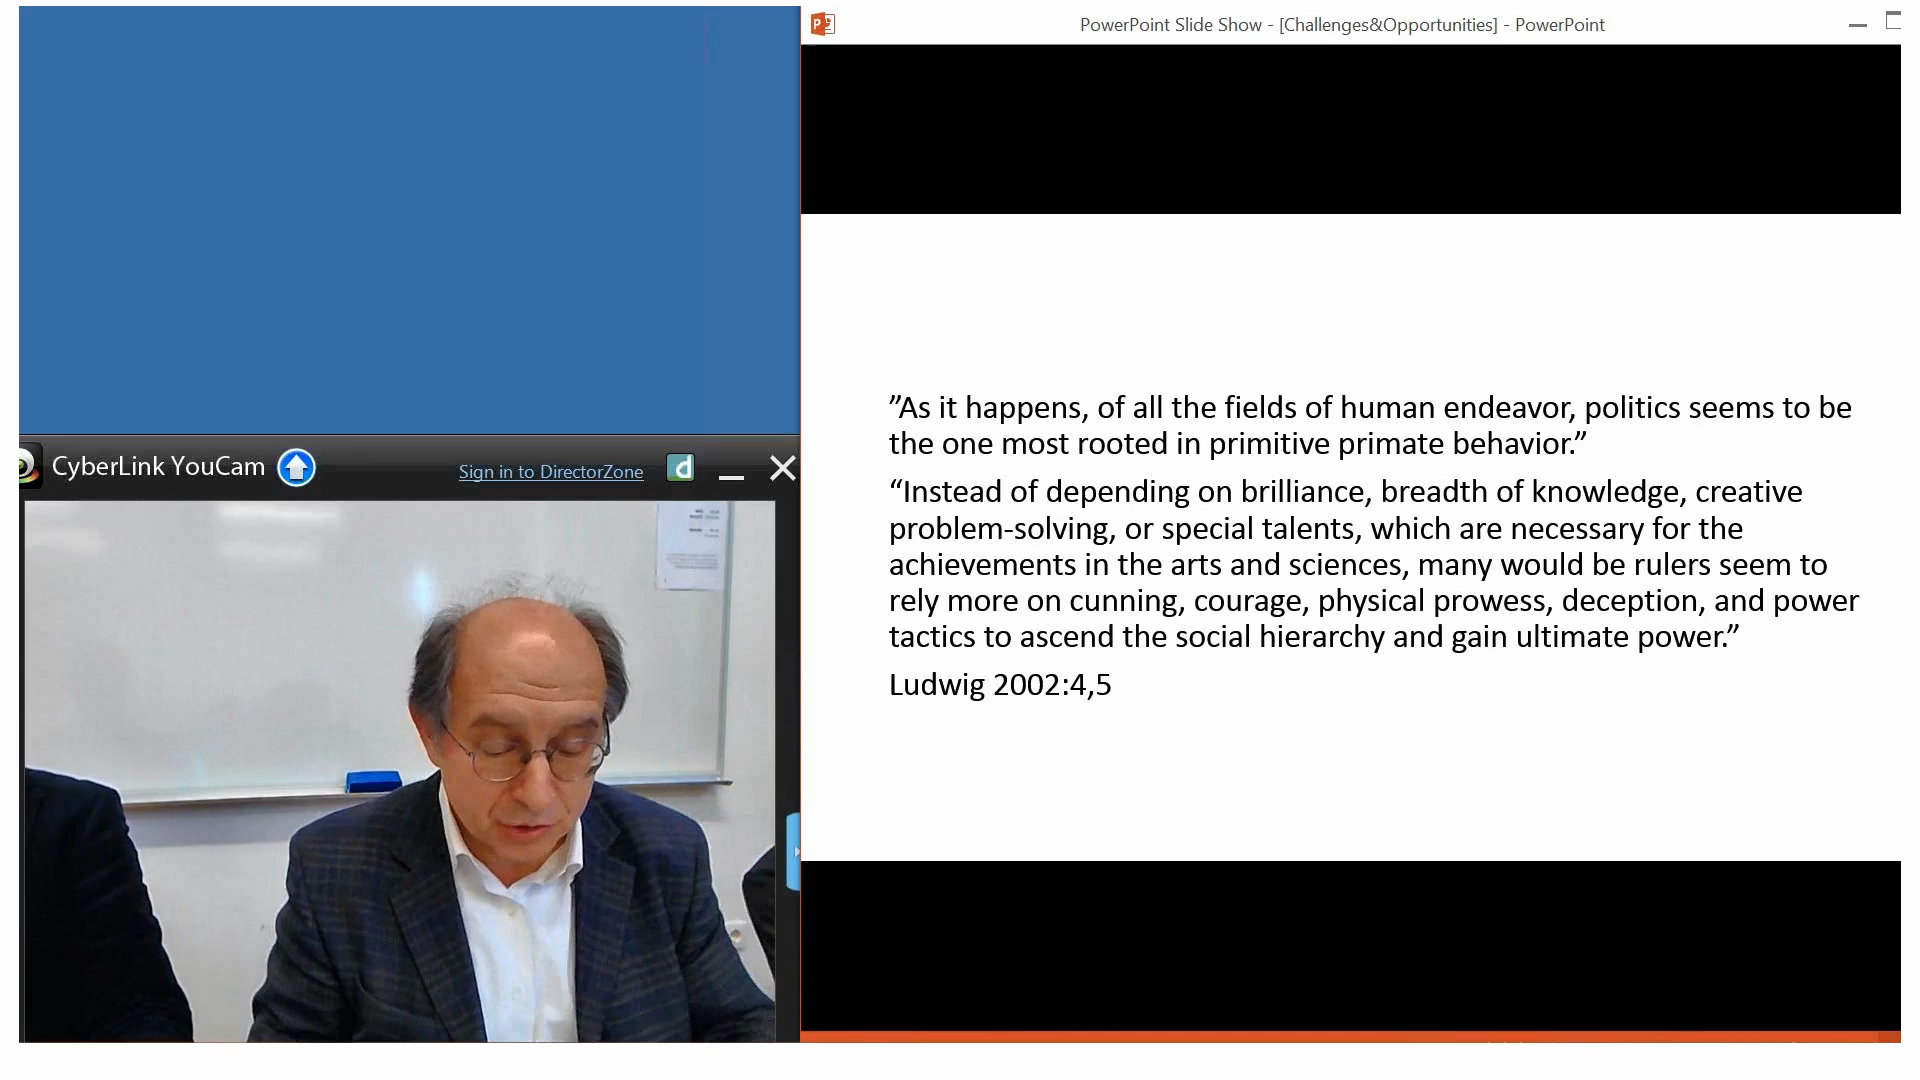 PowerPoint Slide Show - [Challenges&Opportunities] - PowerPoint
CyberLink YouCam
Sign in to DirectorZone
”As it happens, of all the fields of human endeavor, politics seems to be
the one most rooted in primitive primate behavior.”
“Instead of depending on brilliance, breadth of knowledge, creative
problem-solving, or special talents, which are necessary for the
achievements in the arts and sciences, many would be rulers seem to
rely more on cunning, courage, physical prowess, deception, and power
tactics to ascend the social hierarchy and gain ultimate power.”
Ludwig 2002:4,5